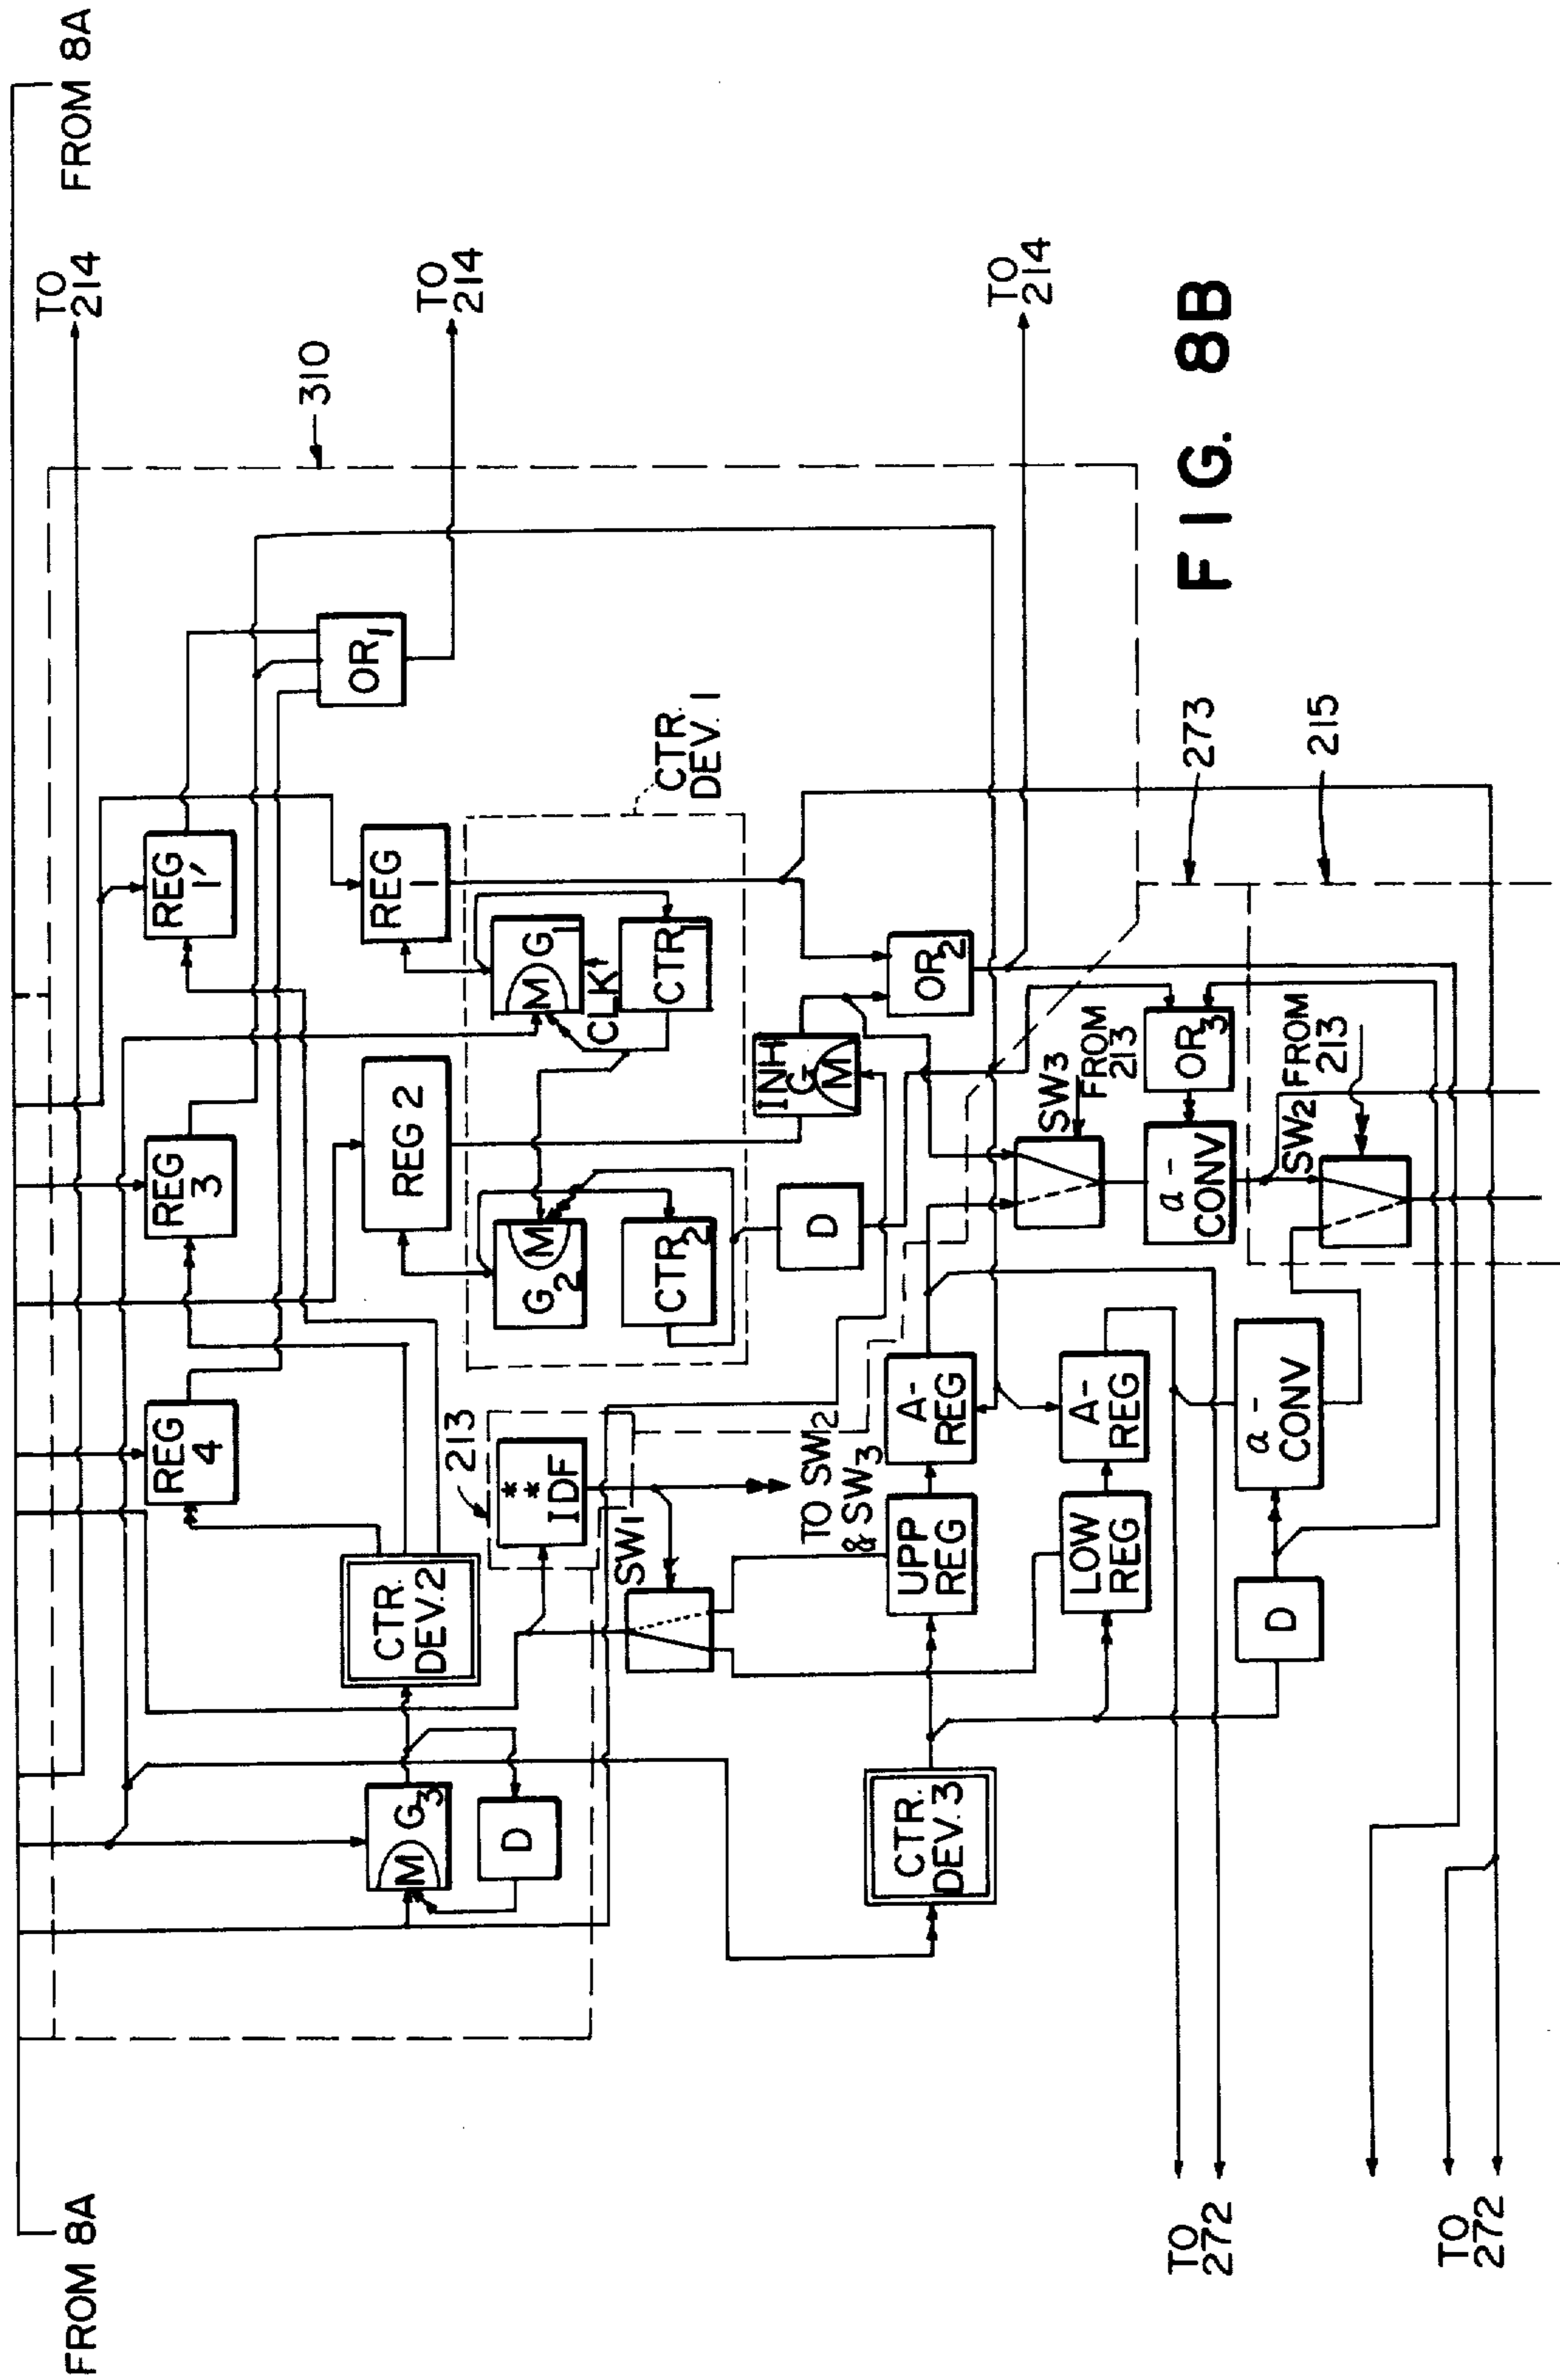 FROM 8A
FROM 8A
TO
214
310
TO
214
REG
4
REG
3
REG
1'
OR1
CTR.
DEV. 2
M G3
D
213
**
IDF
REG 2
REG
1
CTR.
DEV. 1
G2 M
CTR2
M G1
CLK
CTR1
SW1
D
INH
G M
TO SW2
& SW3
OR2
TO
214
CTR.
DEV. 3
UPP
REG
A-
REG
LOW
REG
A-
REG
SW3
FROM
213
a-
CONV
OR3
273
D
a-
CONV
SW2
FROM
213
215
TO
272
TO
272
FIG. 8B